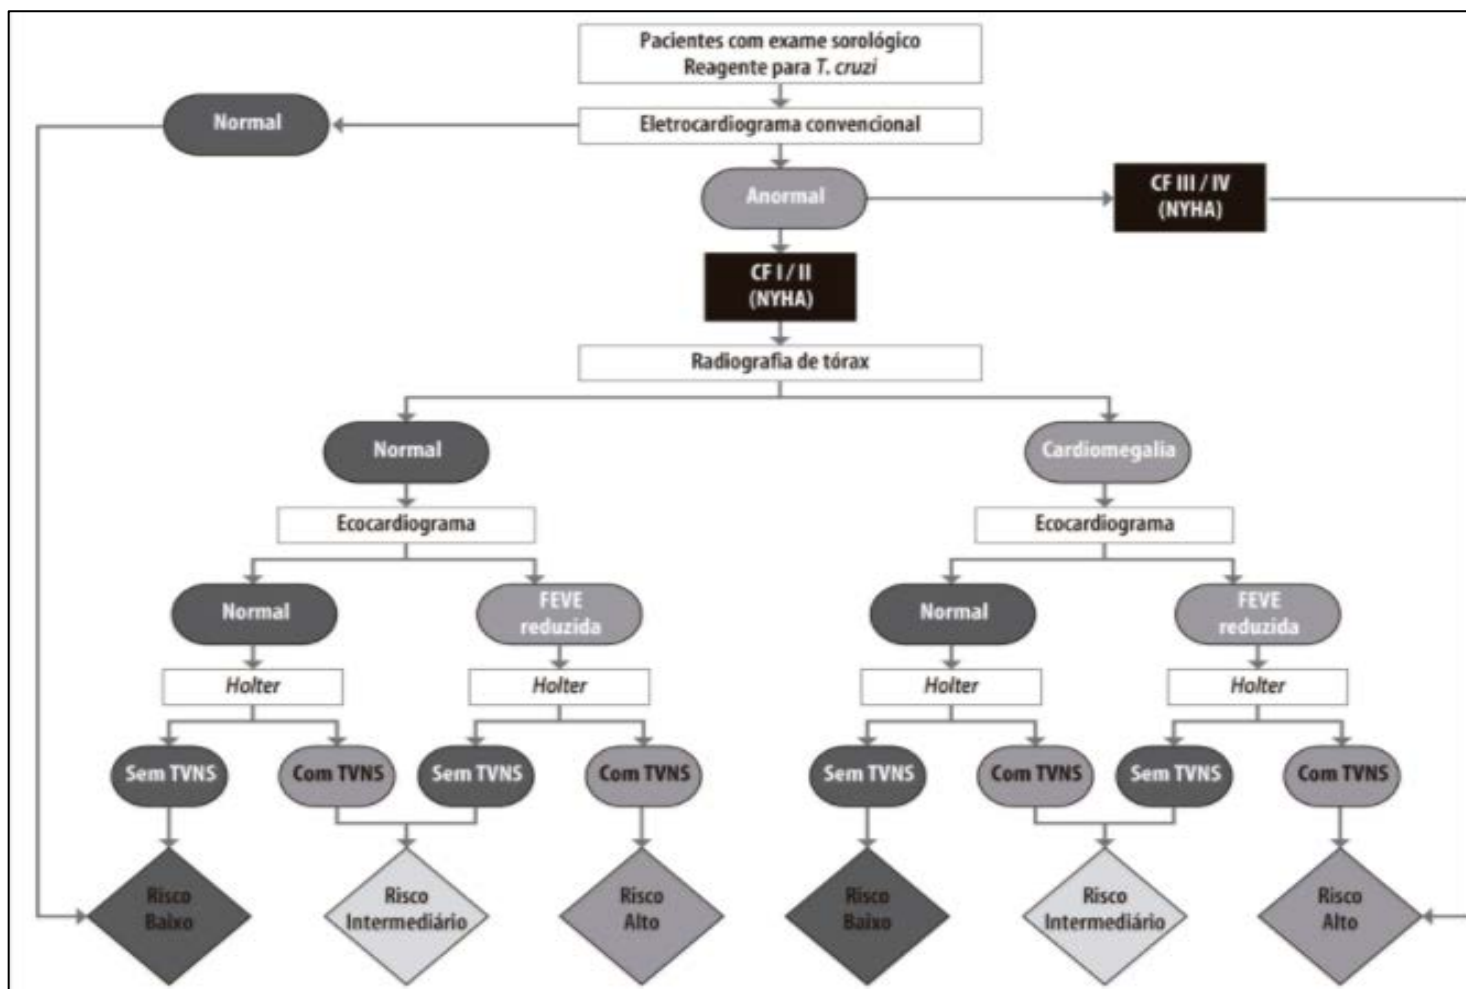 Pacientes com exame sorológico
Reagente para T. cruzi
Normal
Eletrocardiograma convencional
Anormal
CF III / IV
(NYHA)
CF I / II
(NYHA)
Radiografia de tórax
Normal
Cardiomegalia
Ecocardiograma
Ecocardiograma
Normal
FEVE
reduzida
Normal
FEVE
reduzida
Holter
Holter
Holter
Holter
Sem TVNS
Com TVNS
Sem TVNS
Com TVNS
Sem TVNS
Com TVNS
Sem TVNS
Com TVNS
Risco
Baixo
Risco
Intermediário
Risco
Alto
Risco
Baixo
Risco
Intermediário
Risco
Alto